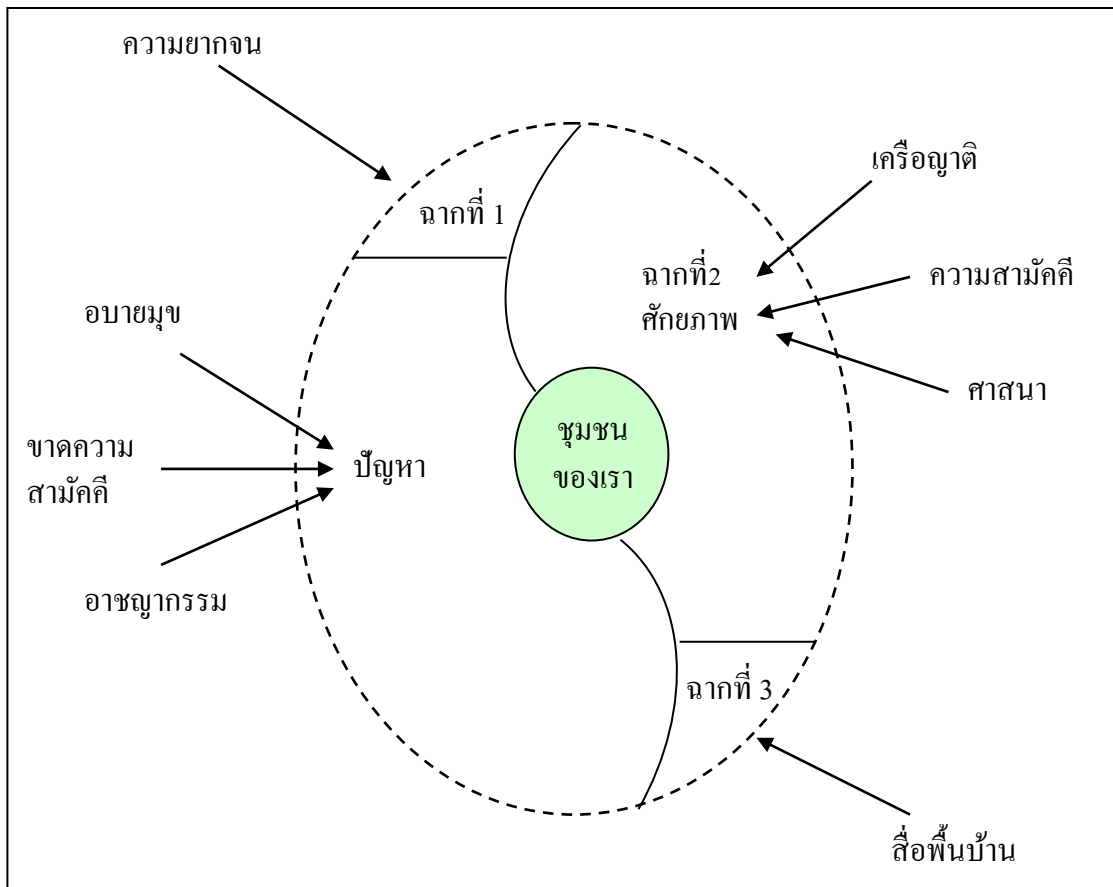 ความยากจน
เครือญาติ
ฉากที่ 1
ฉากที่2
ศักยภาพ
ความสามัคคี
อบายมุข
ศาสนา
ชุมชน
ของเรา
ขาดความ
สามัคคี
ปัญหา
อาชญากรรม
ฉากที่ 3
สื่อพื้นบ้าน